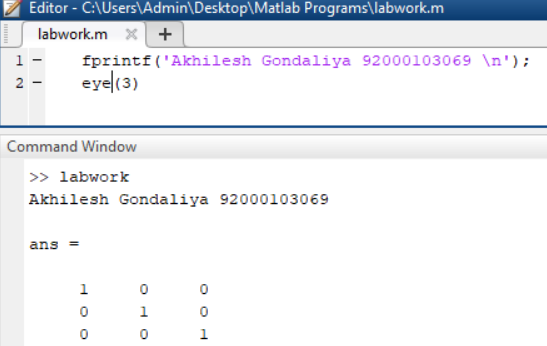 Editor - C:\Users\Admin\Desktop\Matlab Programs\labwork.m
labwork.m × +
1 - fprintf('Akhilesh Gondaliya 92000103069 \n');
2 - eye(3)
Command Window
>> labwork
Akhilesh Gondaliya 92000103069
ans =
1 0 0
0 1 0
0 0 1